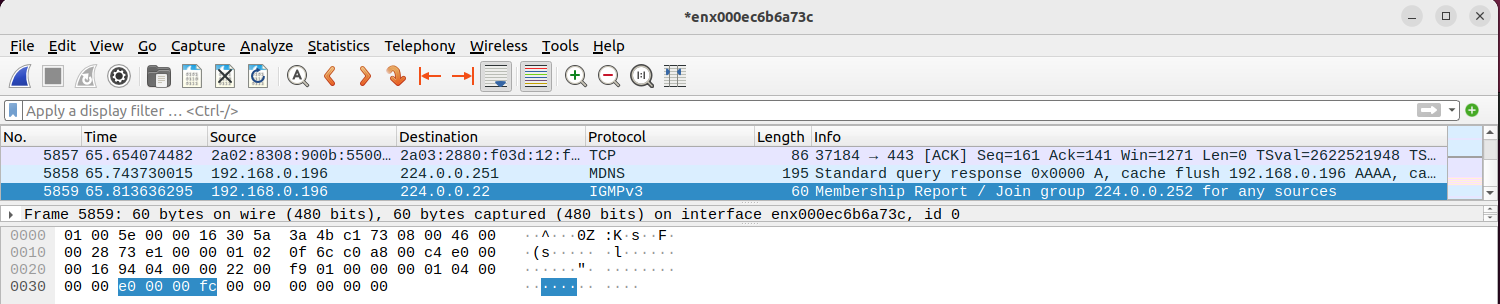 *enx000ec6b6a73c
File Edit View Go Capture Analyze Statistics Telephony Wireless Tools Help
Apply a display filter … <Ctrl-/>
No. Time Source Destination Protocol Length Info
5857 65.654074482 2a02:8308:900b:5500… 2a03:2880:f03d:12:f… TCP 86 37184 → 443 [ACK] Seq=161 Ack=141 Win=1271 Len=0 TSval=2622521948 TS…
5858 65.743730015 192.168.0.196 224.0.0.251 MDNS 195 Standard query response 0x0000 A, cache flush 192.168.0.196 AAAA, ca…
5859 65.813636295 192.168.0.196 224.0.0.22 IGMPv3 60 Membership Report / Join group 224.0.0.252 for any sources
Frame 5859: 60 bytes on wire (480 bits), 60 bytes captured (480 bits) on interface enx000ec6b6a73c, id 0
0000 01 00 5e 00 00 16 30 5a 3a 4b c1 73 08 00 46 00 ··^···0Z :K·s··F·
0010 00 28 73 e1 00 00 01 02 0f 6c c0 a8 00 c4 e0 00 ·(s····· ·l······
0020 00 16 94 04 00 00 22 00 f9 01 00 00 00 01 04 00 ······"· ········
0030 00 00 e0 00 00 fc 00 00 00 00 00 00 ········ ····